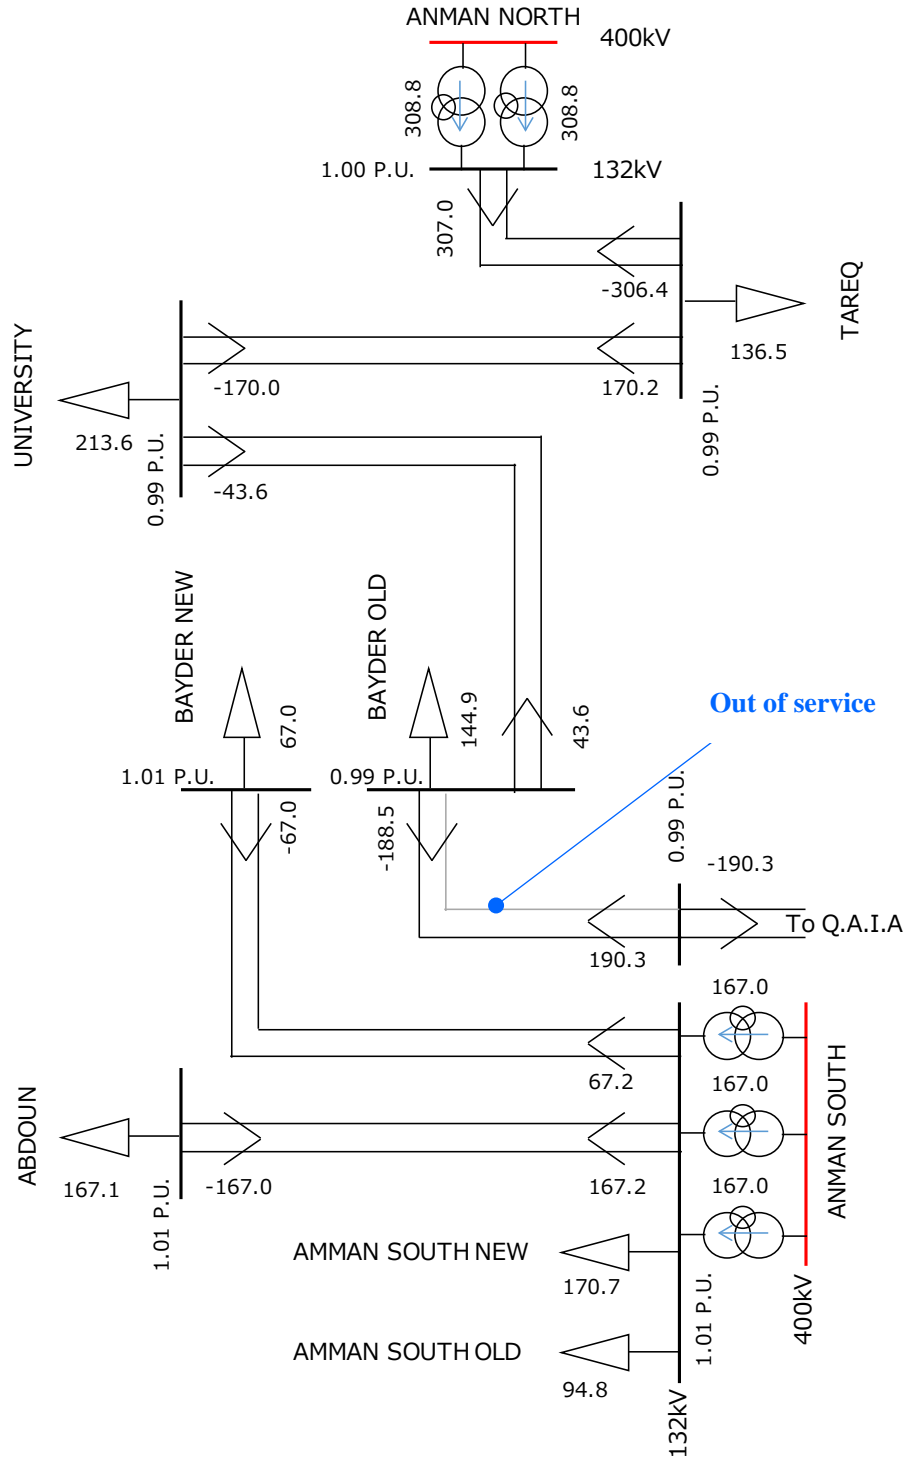 ANMAN NORTH
400kV
308.8
308.8
1.00 P.U.
132kV
307.0
-306.4
TAREQ
136.5
UNIVERSITY
-170.0
170.2
213.6
0.99 P.U.
0.99 P.U.
-43.6
BAYDER NEW
BAYDER OLD
67.0
144.9
43.6
Out of service
1.01 P.U.
0.99 P.U.
-67.0
-188.5
0.99 P.U.
-190.3
To Q.A.I.A
190.3
167.0
67.2
167.0
ANMAN SOUTH
ABDOUN
167.1
-167.0
167.2
167.0
1.01 P.U.
AMMAN SOUTH NEW
170.7
1.01 P.U.
400kV
AMMAN SOUTH OLD
94.8
132kV